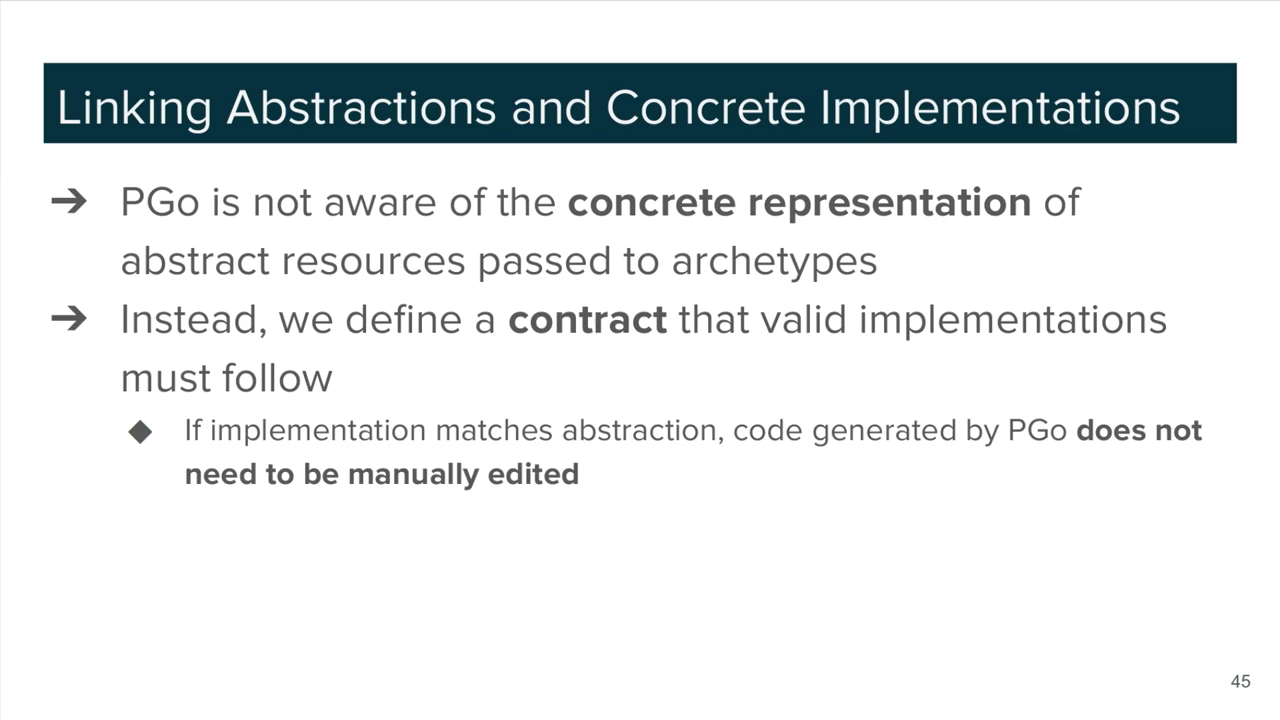 Linking Abstractions and Concrete Implementations
➔ PGo is not aware of the concrete representation of
abstract resources passed to archetypes
➔ Instead, we define a contract that valid implementations
must follow
◆ If implementation matches abstraction, code generated by PGo does not
need to be manually edited
45